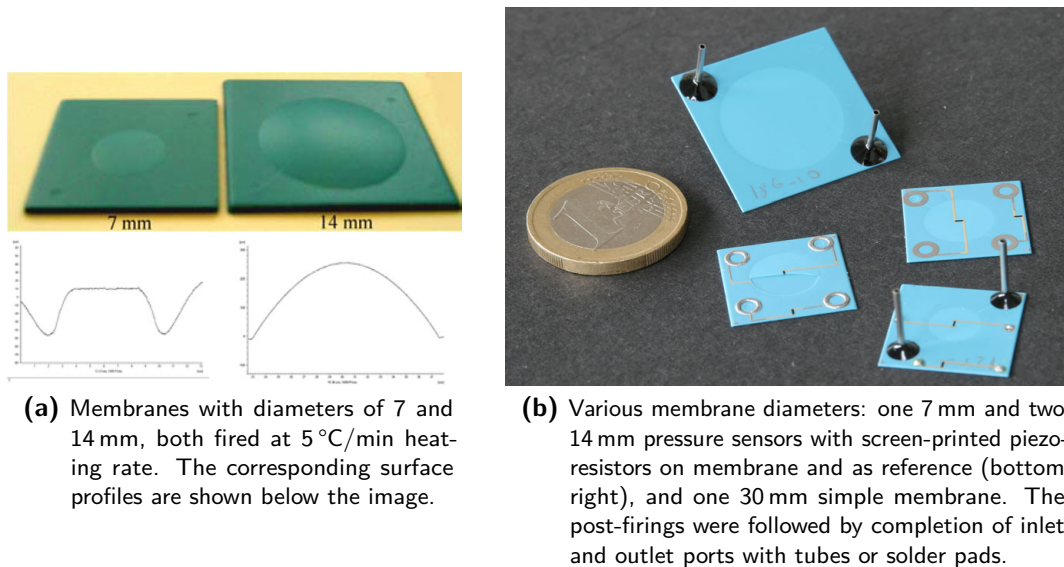 7 mm
14 mm
(a) Membranes with diameters of 7 and
14 mm, both fired at 5 °C/min heat-
ing rate. The corresponding surface
profiles are shown below the image.
(b) Various membrane diameters: one 7 mm and two
14 mm pressure sensors with screen-printed piezo-
resistors on membrane and as reference (bottom
right), and one 30 mm simple membrane. The
post-firings were followed by completion of inlet
and outlet ports with tubes or solder pads.